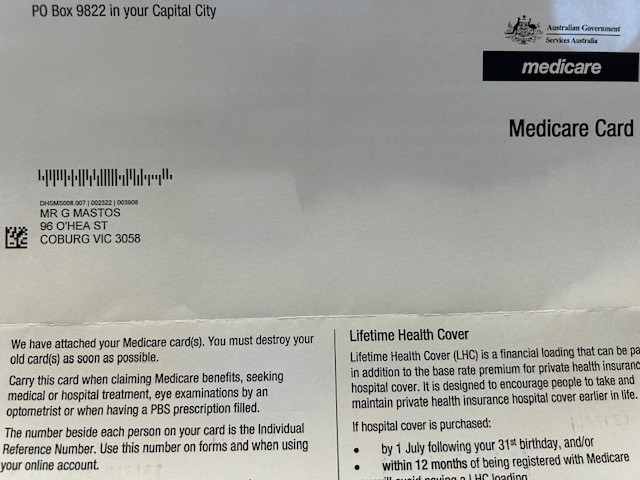 PO Box 9822 in your Capital City
Australian Government
Services Australia
medicare
Medicare Card
DHSMS008.007 | 002322 | 003908
MR G MASTOS
96 O'HEA ST
COBURG VIC 3058
We have attached your Medicare card(s). You must destroy your
old card(s) as soon as possible.
Carry this card when claiming Medicare benefits, seeking
medical or hospital treatment, eye examinations by an
optometrist or when having a PBS prescription filled.
The number beside each person on your card is the Individual
Reference Number. Use this number on forms and when using
your online account.
Lifetime Health Cover
Lifetime Health Cover (LHC) is a financial loading that can be pa
in addition to the base rate premium for private health insuranc
hospital cover. It is designed to encourage people to take and
maintain private health insurance hospital cover earlier in life.
If hospital cover is purchased:
• by 1 July following your 31st birthday, and/or
• within 12 months of being registered with Medicare
will avoid paying a LHC loading